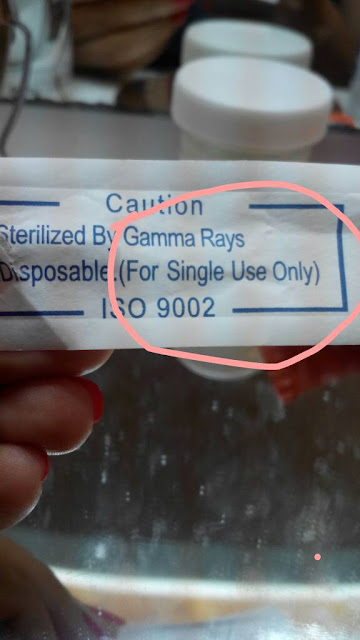 Caution
Sterilized By Gamma Rays
Disposable.(For Single Use Only)
ISO 9002